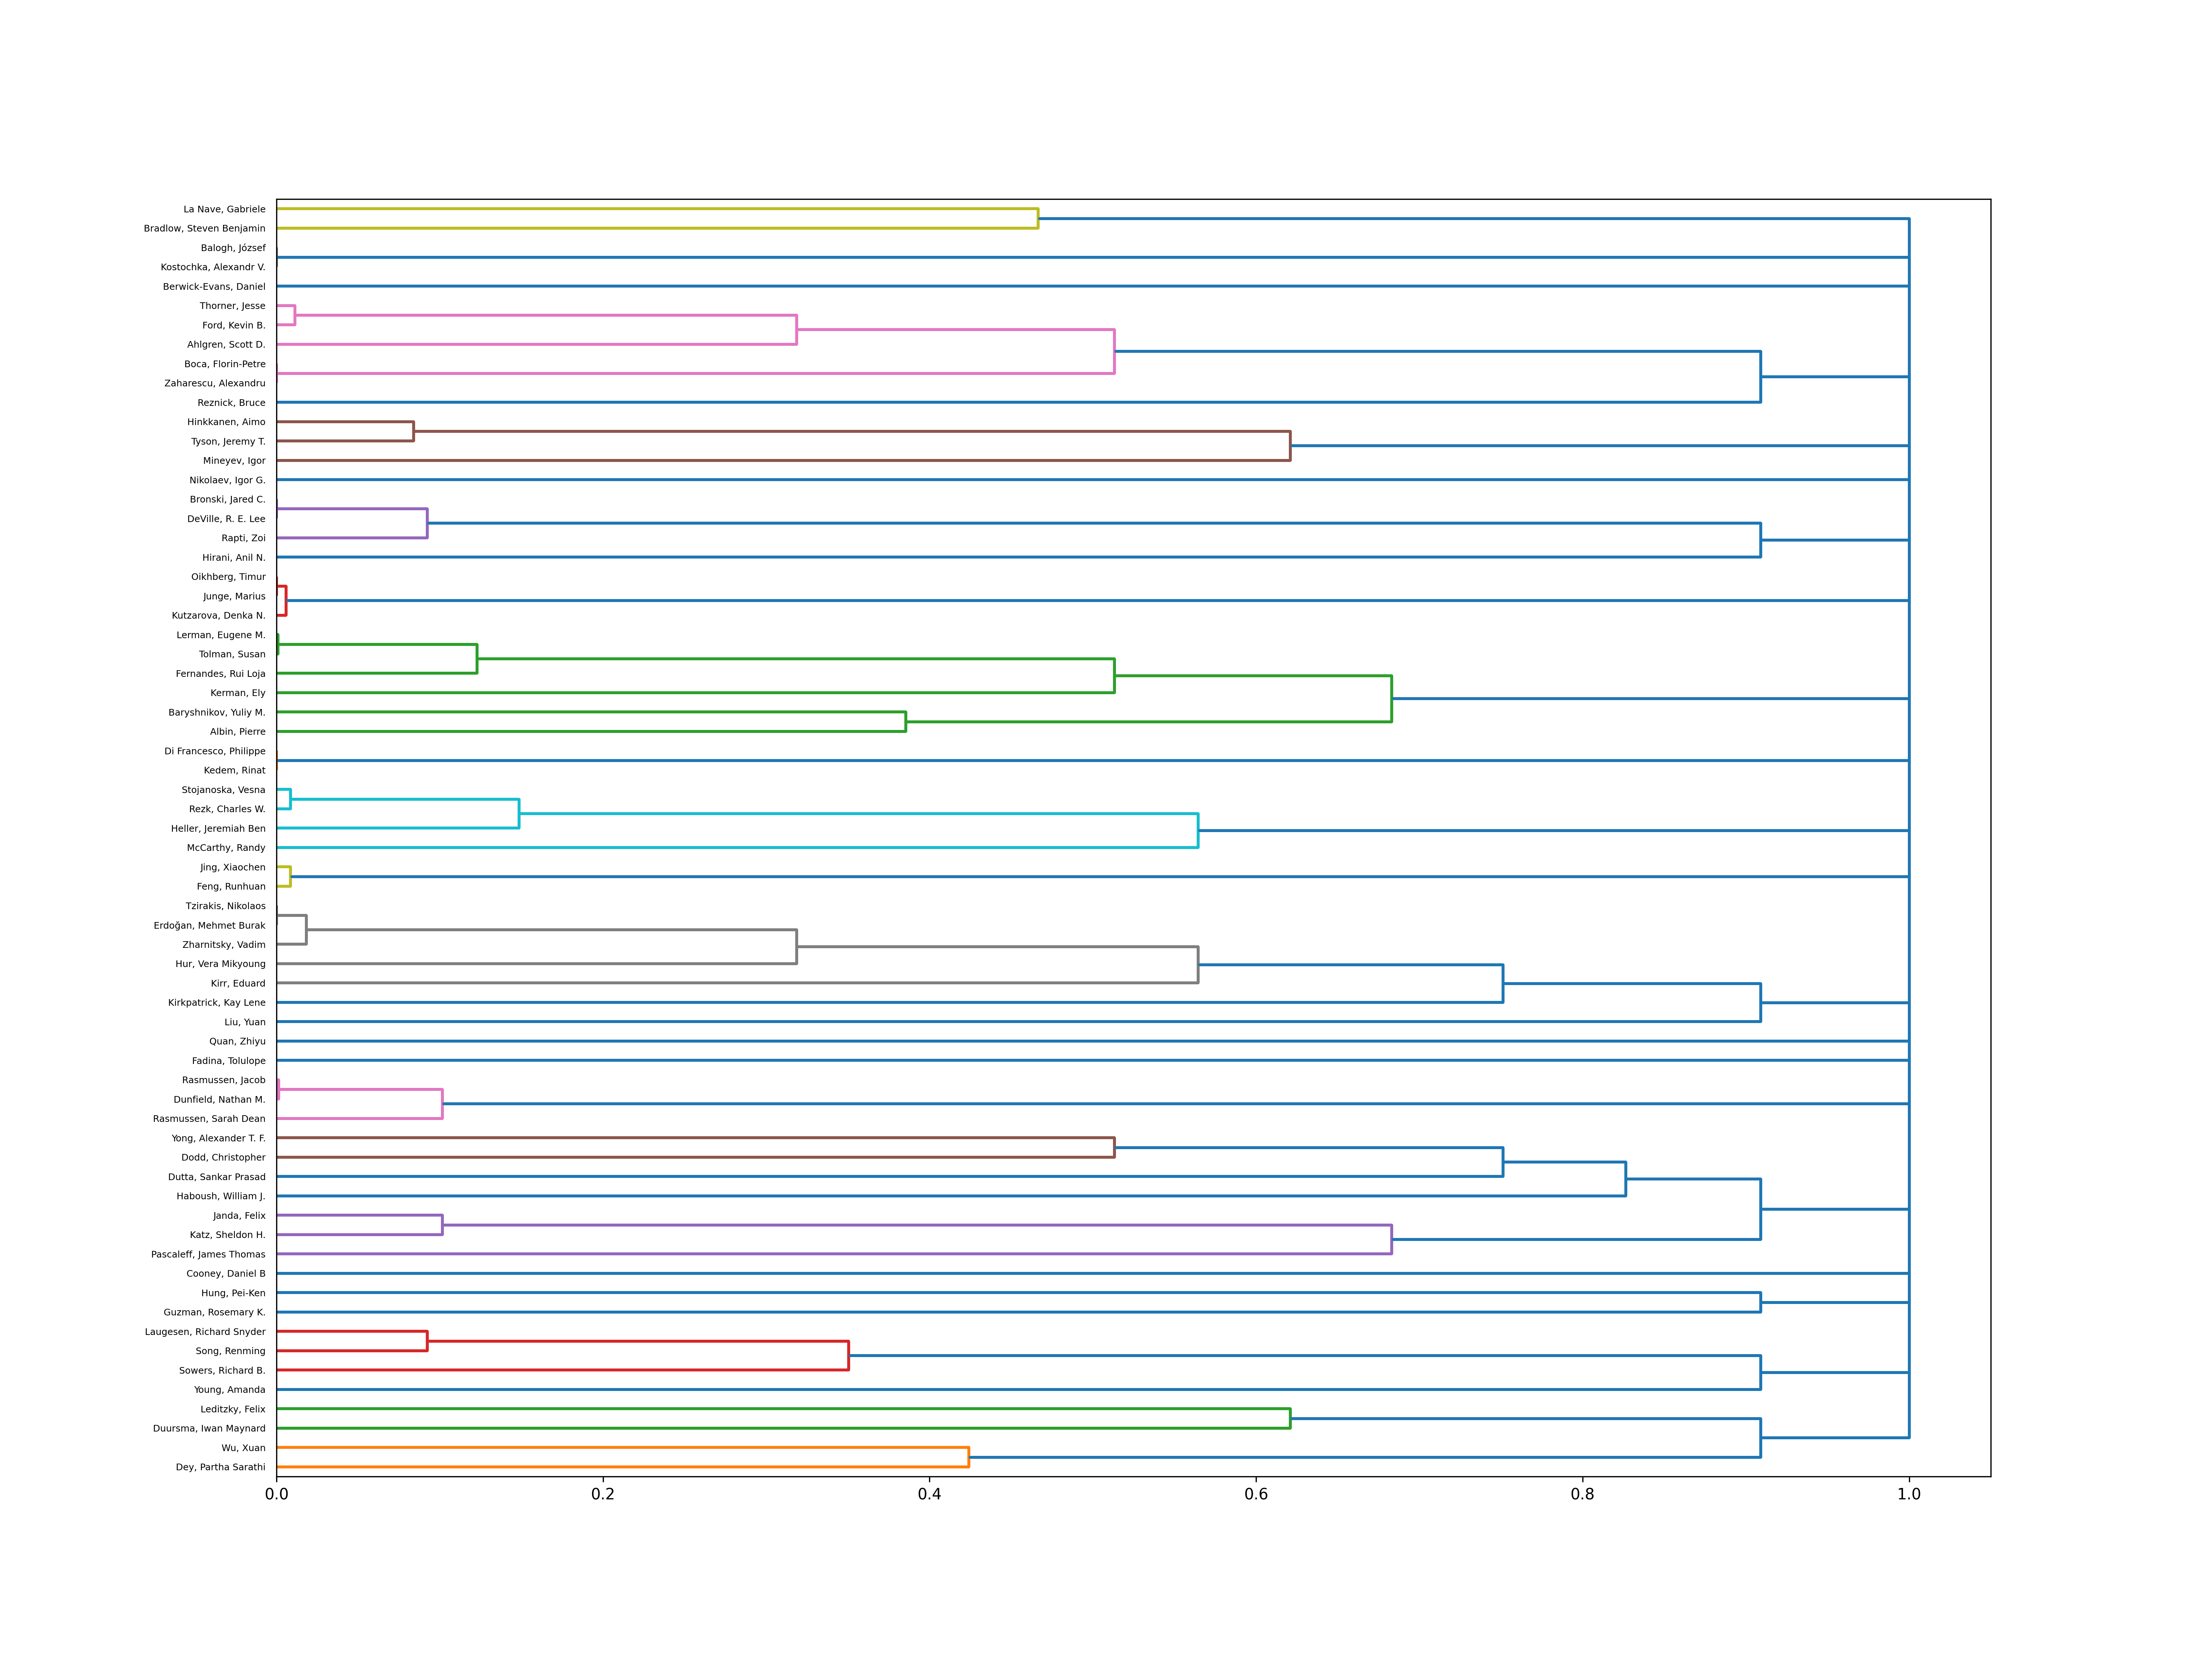 La Nave, Gabriele
Bradlow, Steven Benjamin
Balogh, József
Kostochka, Alexandr V.
Berwick-Evans, Daniel
Thorner, Jesse
Ford, Kevin B.
Ahlgren, Scott D.
Boca, Florin-Petre
Zaharescu, Alexandru
Reznick, Bruce
Hinkkanen, Aimo
Tyson, Jeremy T.
Mineyev, Igor
Nikolaev, Igor G.
Bronski, Jared C.
DeVille, R. E. Lee
Rapti, Zoi
Hirani, Anil N.
Oikhberg, Timur
Junge, Marius
Kutzarova, Denka N.
Lerman, Eugene M.
Tolman, Susan
Fernandes, Rui Loja
Kerman, Ely
Baryshnikov, Yuliy M.
Albin, Pierre
Di Francesco, Philippe
Kedem, Rinat
Stojanoska, Vesna
Rezk, Charles W.
Heller, Jeremiah Ben
McCarthy, Randy
Jing, Xiaochen
Feng, Runhuan
Tzirakis, Nikolaos
Erdoğan, Mehmet Burak
Zharnitsky, Vadim
Hur, Vera Mikyoung
Kirr, Eduard
Kirkpatrick, Kay Lene
Liu, Yuan
Quan, Zhiyu
Fadina, Tolulope
Rasmussen, Jacob
Dunfield, Nathan M.
Rasmussen, Sarah Dean
Yong, Alexander T. F.
Dodd, Christopher
Dutta, Sankar Prasad
Haboush, William J.
Janda, Felix
Katz, Sheldon H.
Pascaleff, James Thomas
Cooney, Daniel B
Hung, Pei-Ken
Guzman, Rosemary K.
Laugesen, Richard Snyder
Song, Renming
Sowers, Richard B.
Young, Amanda
Leditzky, Felix
Duursma, Iwan Maynard
Wu, Xuan
Dey, Partha Sarathi
0.0 0.2 0.4 0.6 0.8 1.0